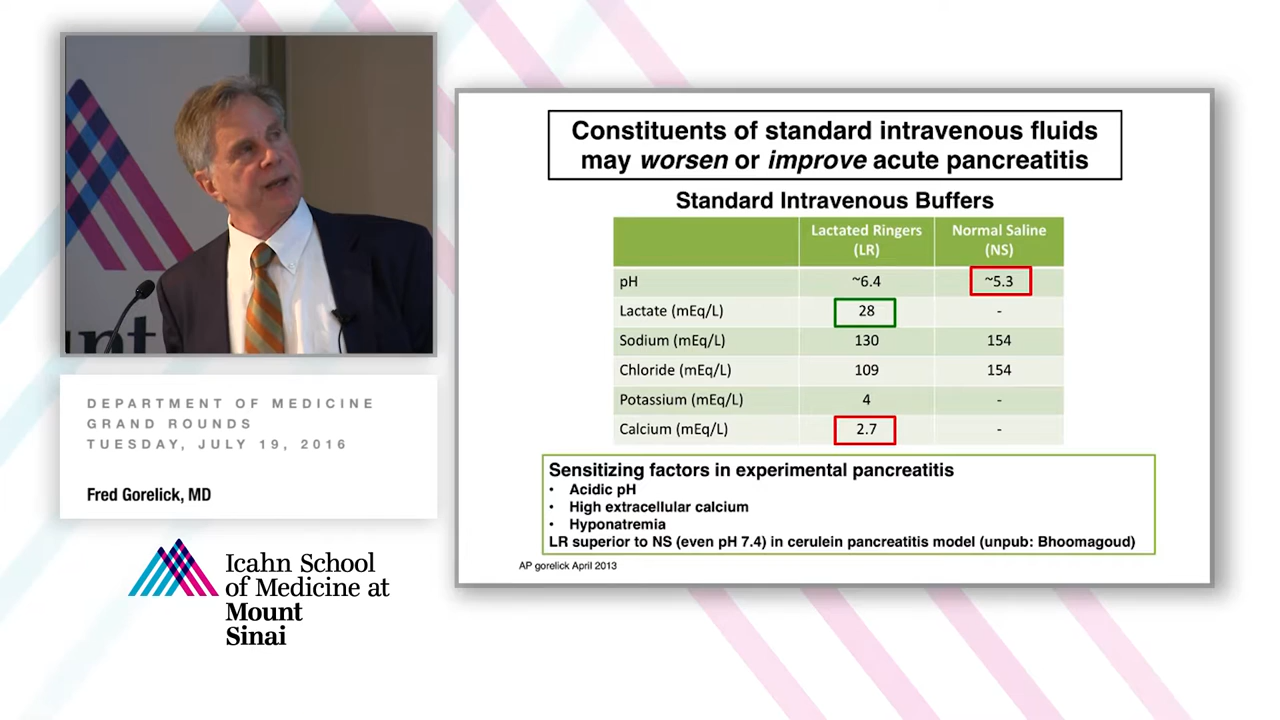 Constituents of standard intravenous fluids
may worsen or improve acute pancreatitis
Standard Intravenous Buffers
Lactated Ringers (LR) Normal Saline (NS)
pH ~6.4 ~5.3
Lactate (mEq/L) 28 -
Sodium (mEq/L) 130 154
Chloride (mEq/L) 109 154
Potassium (mEq/L) 4 -
Calcium (mEq/L) 2.7 -
Sensitizing factors in experimental pancreatitis
• Acidic pH
• High extracellular calcium
• Hyponatremia
LR superior to NS (even pH 7.4) in cerulein pancreatitis model (unpub: Bhoomagoud)
AP gorelick April 2013
DEPARTMENT OF MEDICINE
GRAND ROUNDS
TUESDAY, JULY 19, 2016
Fred Gorelick, MD
Icahn School
of Medicine at
Mount
Sinai